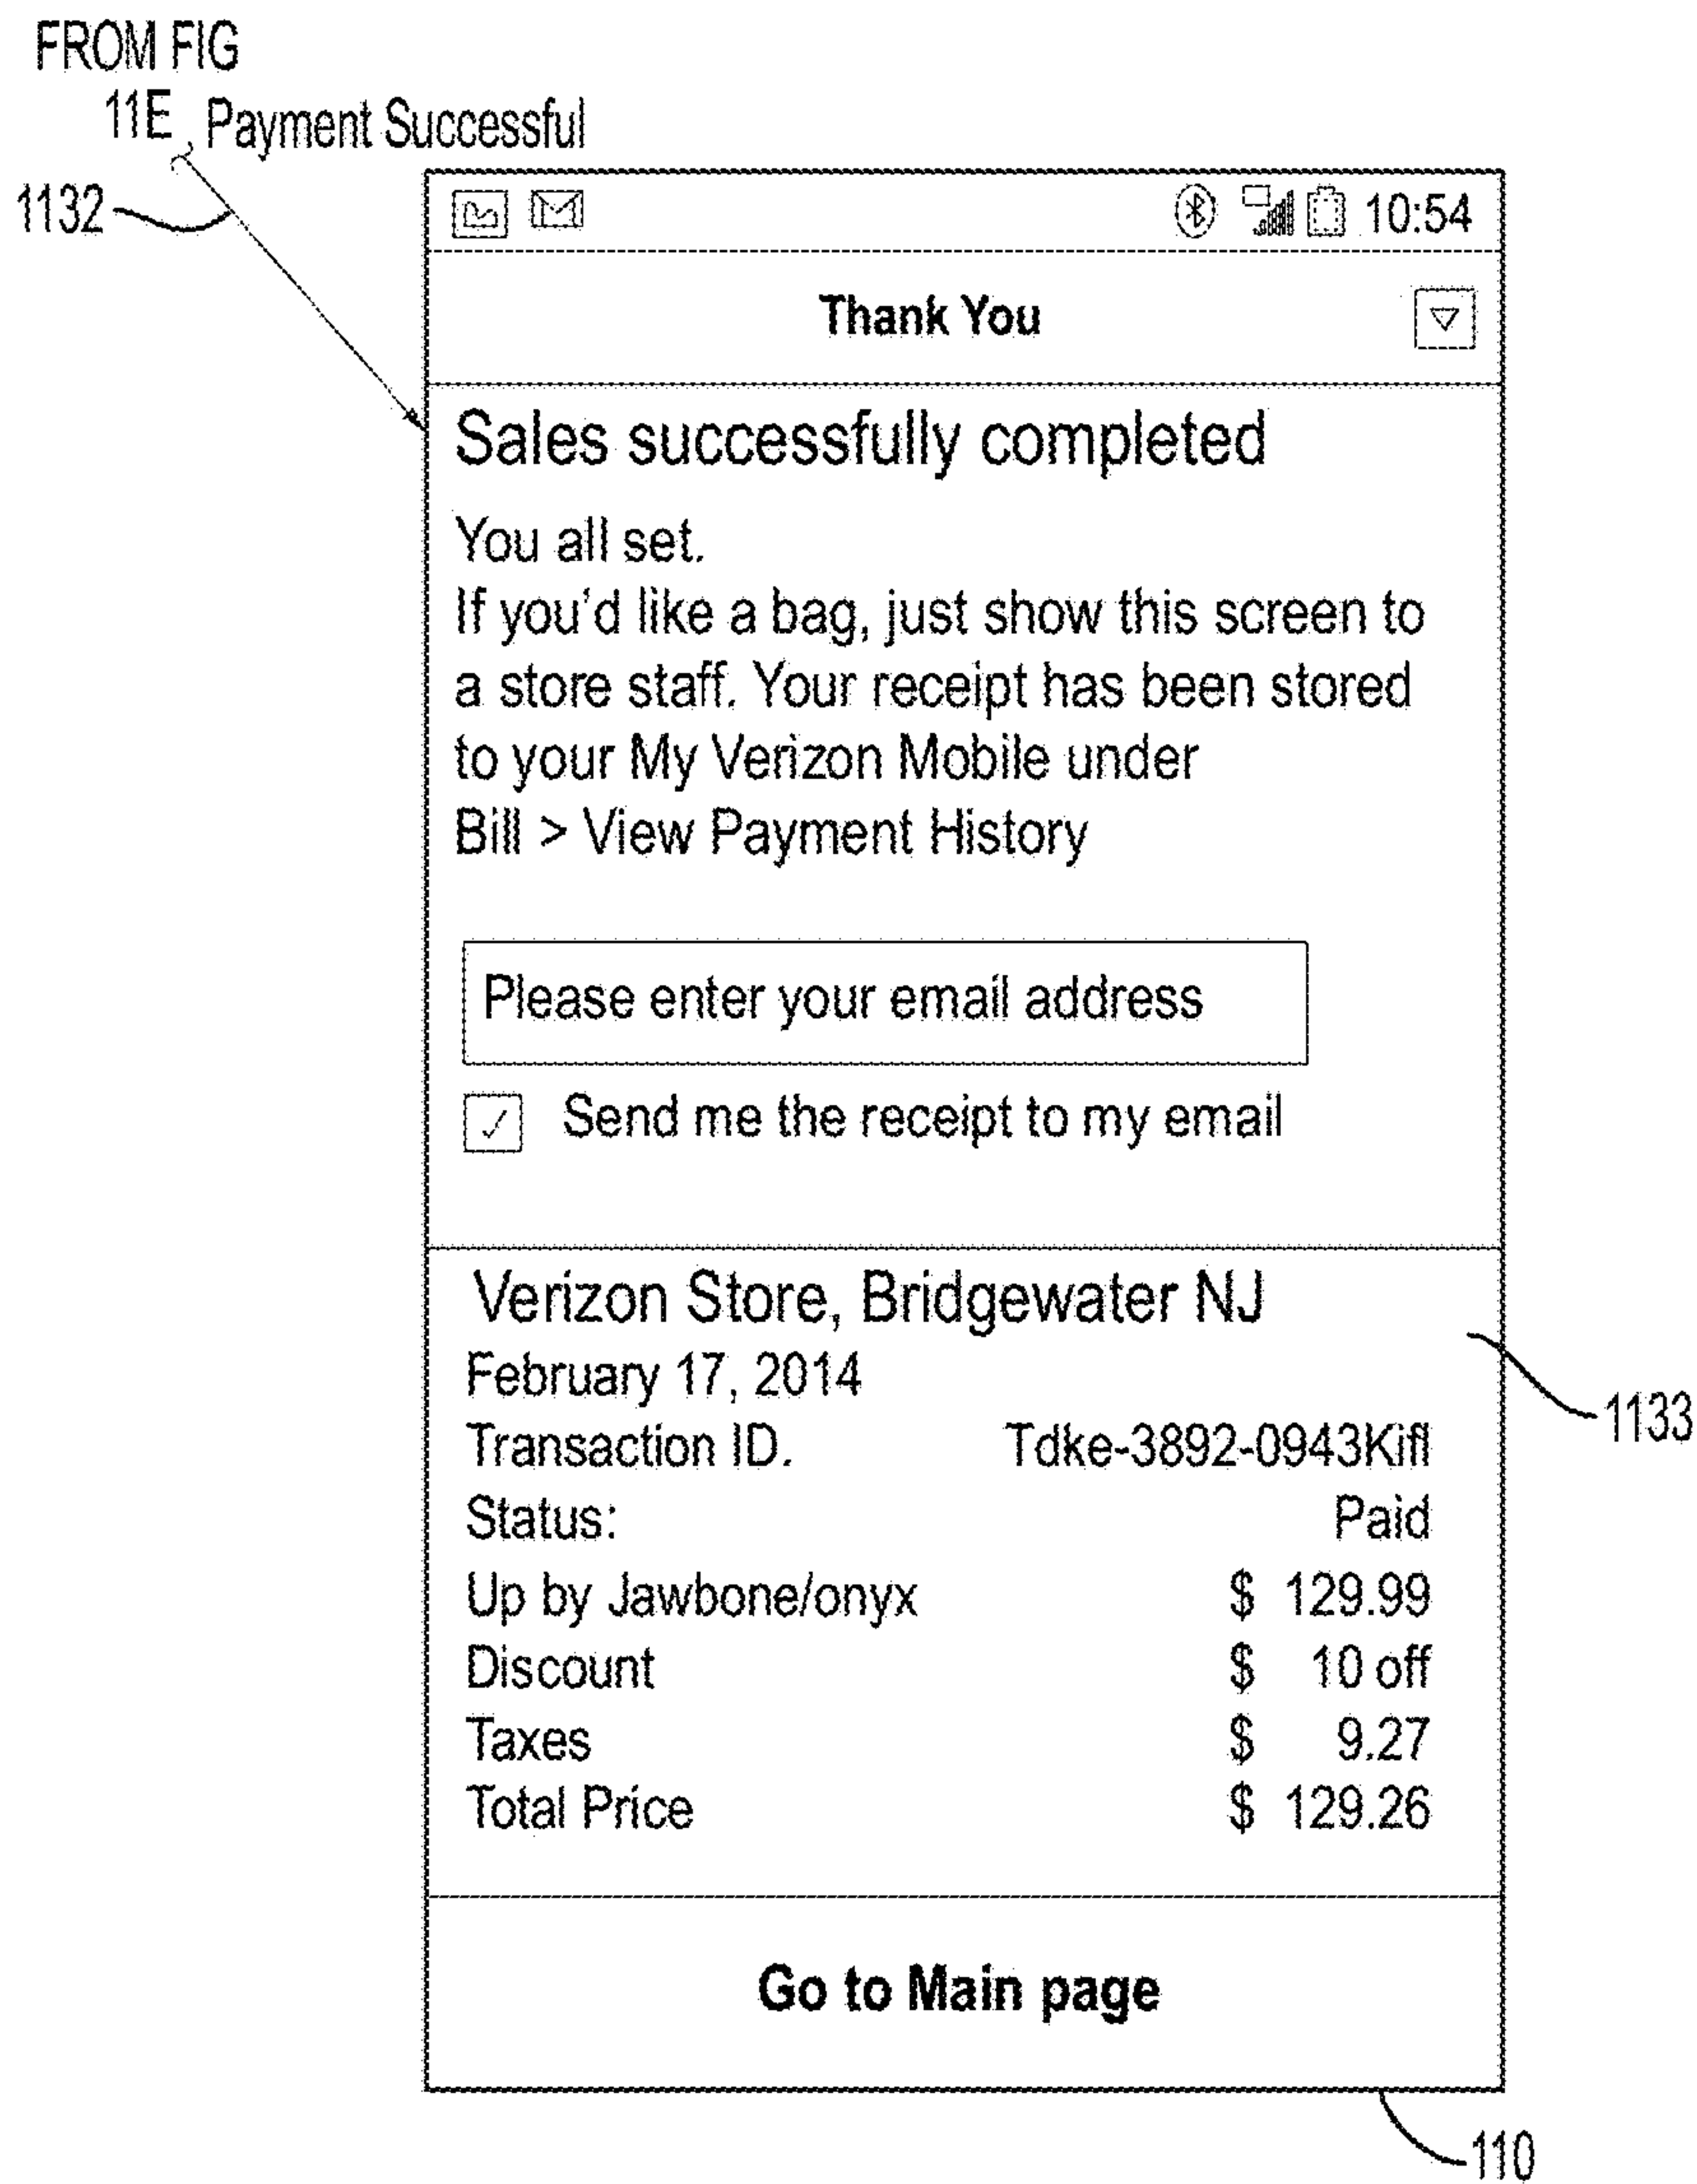 FROM FIG
11E Payment Successful
1132
10:54
Thank You
Sales successfully completed
You all set.
If you'd like a bag, just show this screen to
a store staff. Your receipt has been stored
to your My Verizon Mobile under
Bill > View Payment History
Please enter your email address
Send me the receipt to my email
Verizon Store, Bridgewater NJ
1133
February 17, 2014
Transaction ID. Tdke-3892-0943Kifl
Status: Paid
Up by Jawbone/onyx $ 129.99
Discount $ 10 off
Taxes $ 9.27
Total Price $ 129.26
Go to Main page
110